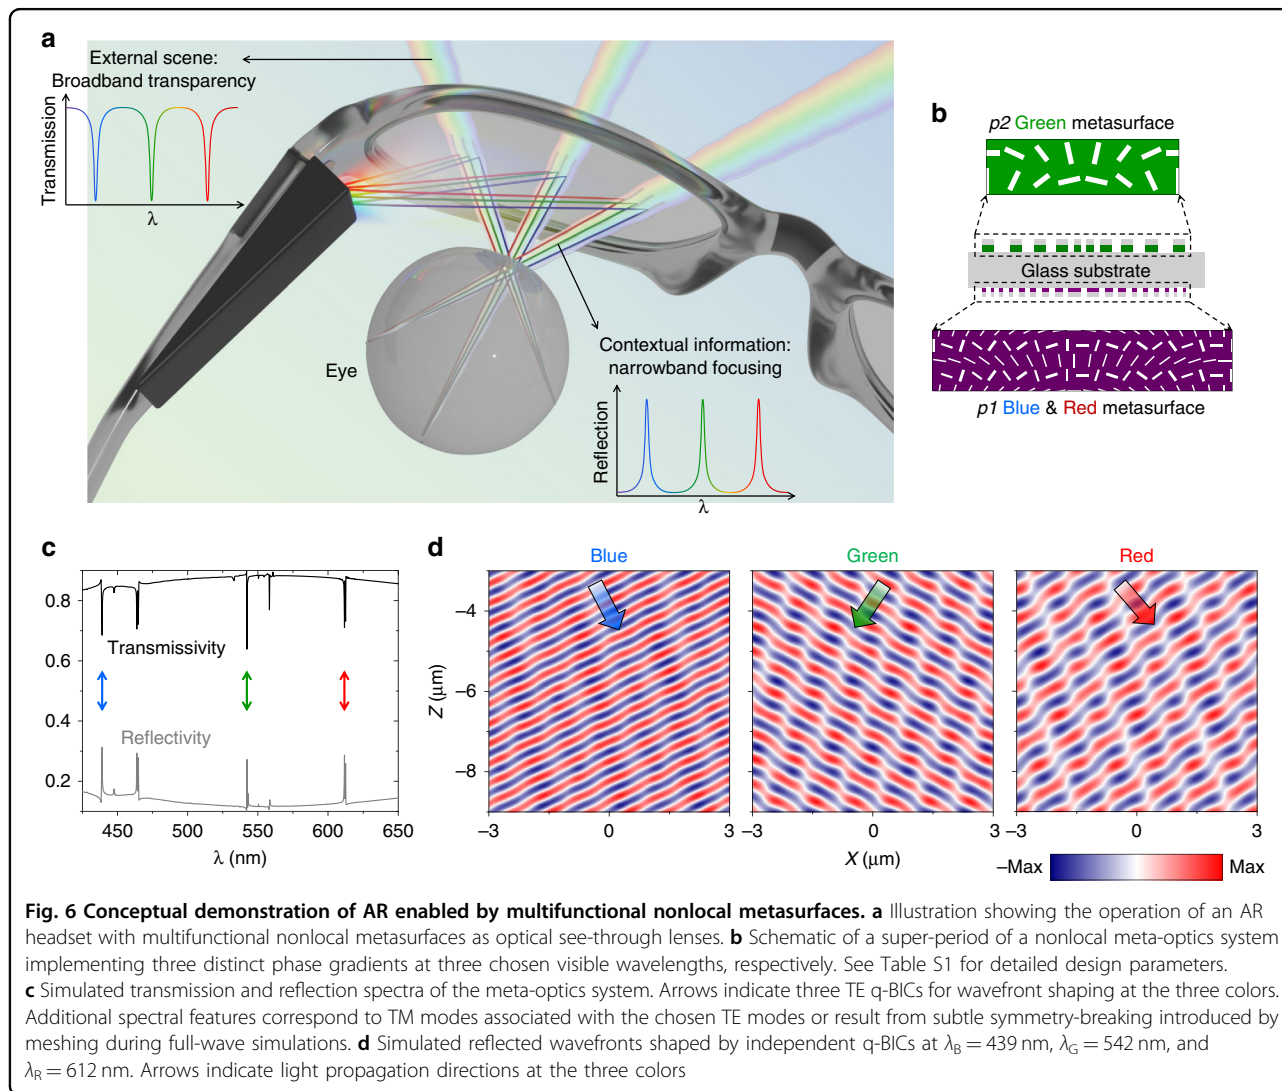 a
External scene:
Broadband transparency
Transmission
λ
Eye
Contextual information:
narrowband focusing
Reflection
λ
b
p2 Green metasurface
Glass substrate
p1 Blue & Red metasurface
c
0.8
0.6
0.4
0.2
Transmissivity
Reflectivity
450 500 550 600 650
λ (nm)
d
Blue Green Red
Z (μm)
–4
–6
–8
–3 0 3 –3 0 3 –3 0 3
X (μm)
–Max Max
Fig. 6 Conceptual demonstration of AR enabled by multifunctional nonlocal metasurfaces. a Illustration showing the operation of an AR
headset with multifunctional nonlocal metasurfaces as optical see-through lenses. b Schematic of a super-period of a nonlocal meta-optics system
implementing three distinct phase gradients at three chosen visible wavelengths, respectively. See Table S1 for detailed design parameters.
c Simulated transmission and reflection spectra of the meta-optics system. Arrows indicate three TE q-BICs for wavefront shaping at the three colors.
Additional spectral features correspond to TM modes associated with the chosen TE modes or result from subtle symmetry-breaking introduced by
meshing during full-wave simulations. d Simulated reflected wavefronts shaped by independent q-BICs at λB = 439 nm, λG = 542 nm, and
λR = 612 nm. Arrows indicate light propagation directions at the three colors